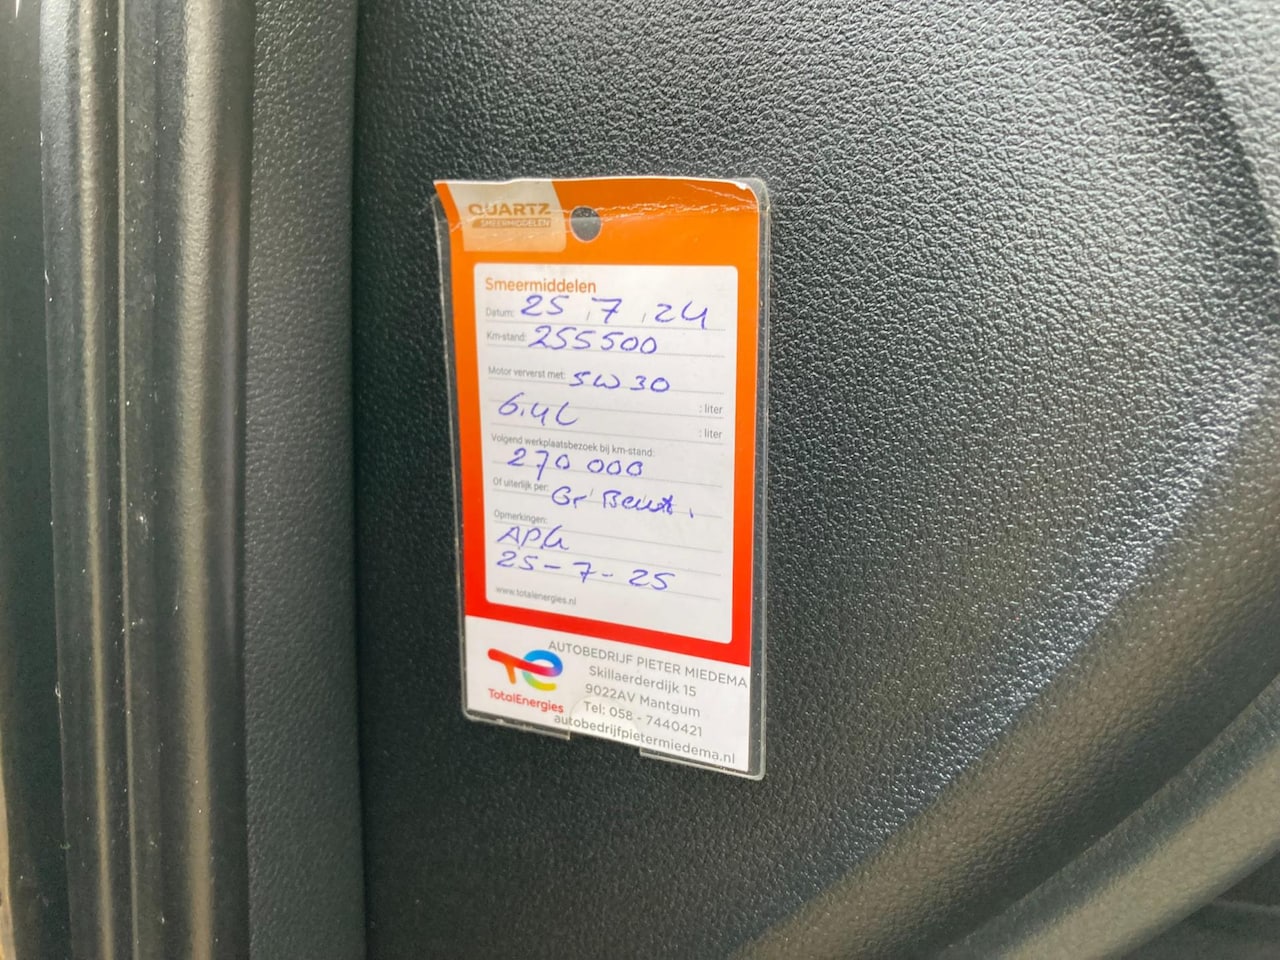 QUARTZ
SMEERMIDDELEN
Smeermiddelen
Datum: 25 . 7 . 24
Km-stand: 255500
Motor ververst met: 5W30
6.4L : liter
: liter
Volgend werkplaatsbezoek bij km-stand:
270 000
Of uiterlijk per: Gr Beurt.
Opmerkingen:
APK
25-7-25
www.totalenergies.nl
TotalEnergies
AUTOBEDRIJF PIETER MIEDEMA
Skillaerderdijk 15
9022AV Mantgum
Tel: 058 - 7440421
autobedrijfpietermiedema.nl